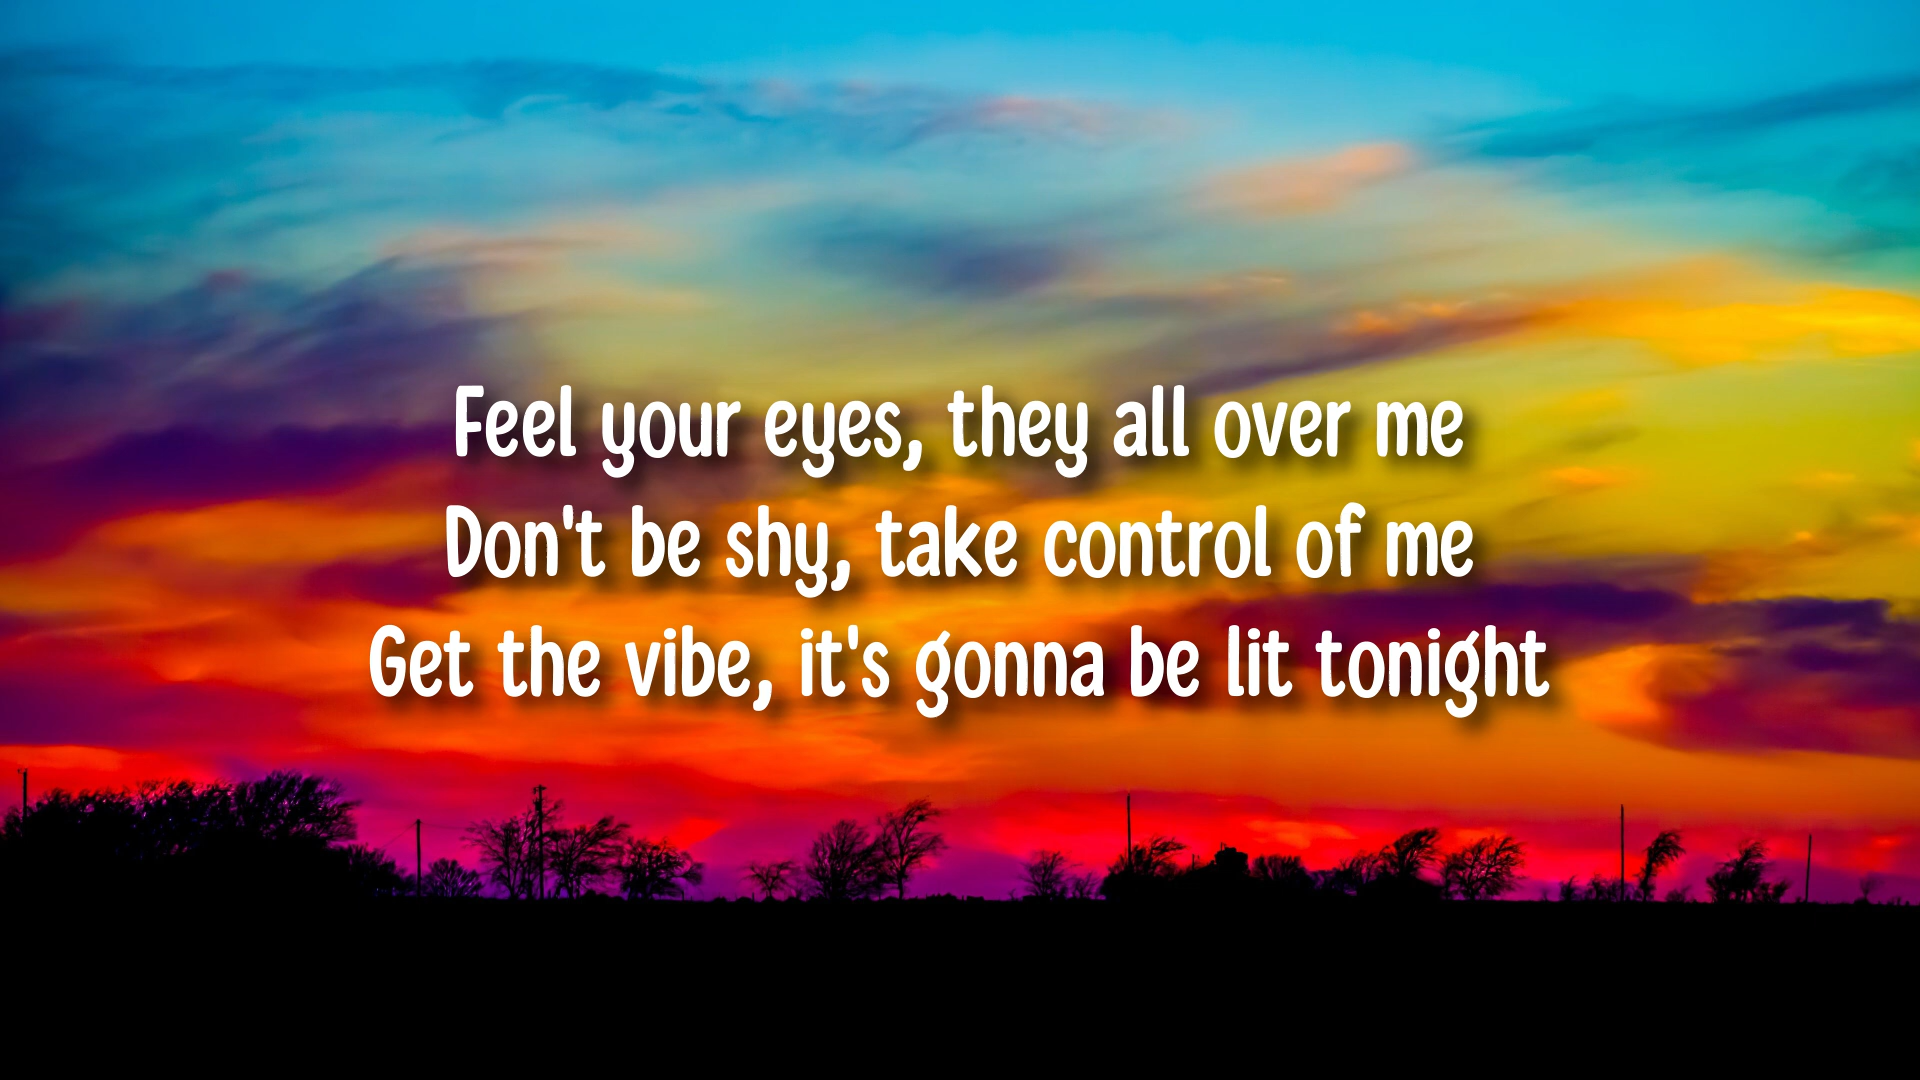 Feel your eyes, they all over me
Don't be shy, take control of me
Get the vibe, it's gonna be lit tonight